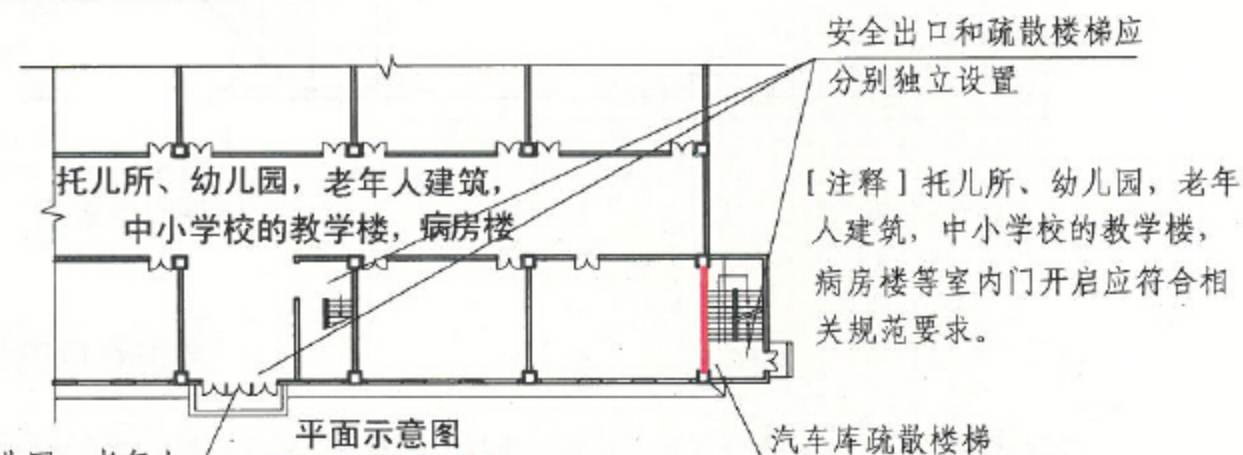 安全出口和疏散楼梯应
分别独立设置
托儿所、幼儿园，老年人建筑，
中小学校的教学楼，病房楼
[注释]托儿所、幼儿园，老年
人建筑，中小学校的教学楼，
病房楼等室内门开启应符合相
关规范要求。
平面示意图
汽车库疏散楼梯